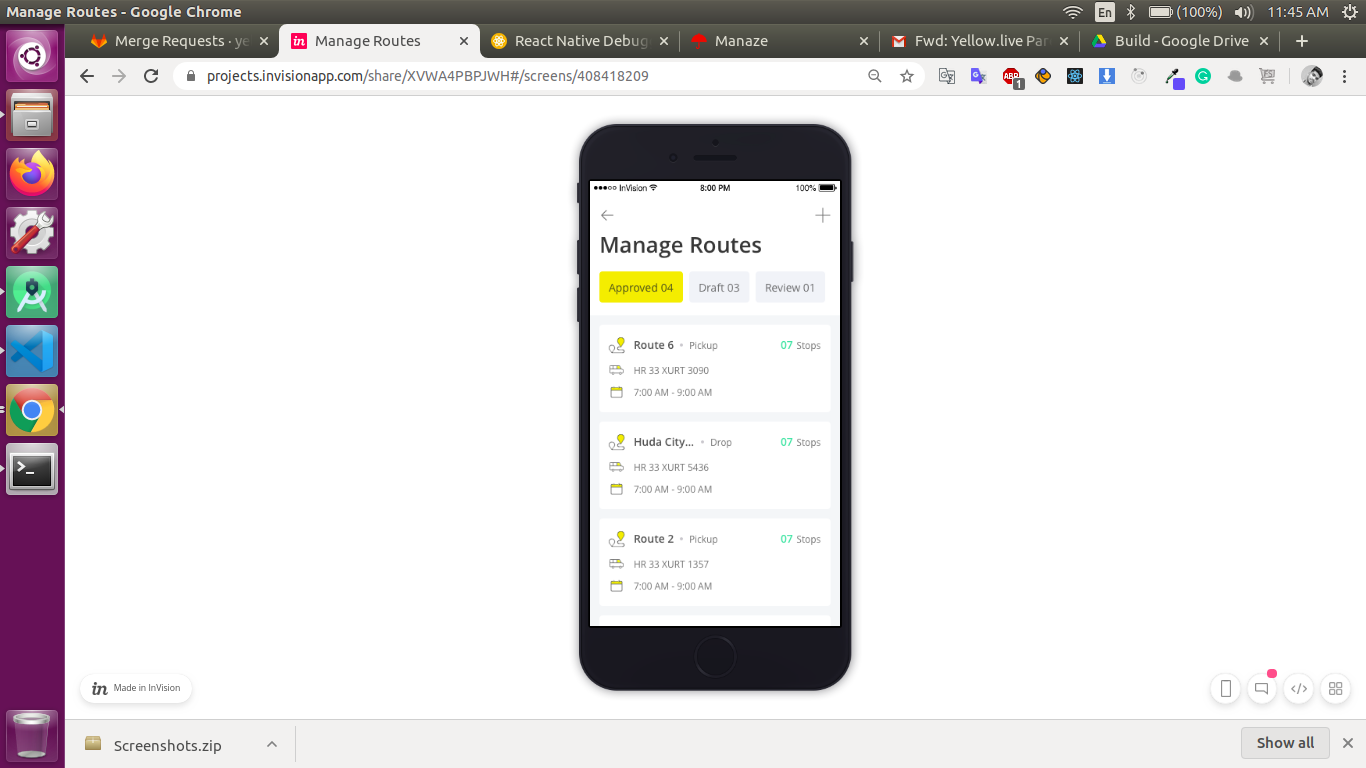 Manage Routes - Google Chrome
En
(100%)
11:45 AM
Merge Requests · ye
Manage Routes
React Native Debug
Manaze
Fwd: Yellow.live Par
Build - Google Drive
projects.invisionapp.com/share/XVWA4PBPJWH#/screens/408418209
ABP
1
InVision
8:00 PM
100%
Manage Routes
Approved 04
Draft 03
Review 01
Route 6 • Pickup
07 Stops
HR 33 XURT 3090
7:00 AM - 9:00 AM
Huda City... • Drop
07 Stops
HR 33 XURT 5436
7:00 AM - 9:00 AM
Route 2 • Pickup
07 Stops
HR 33 XURT 1357
7:00 AM - 9:00 AM
in Made in InVision
Screenshots.zip
Show all